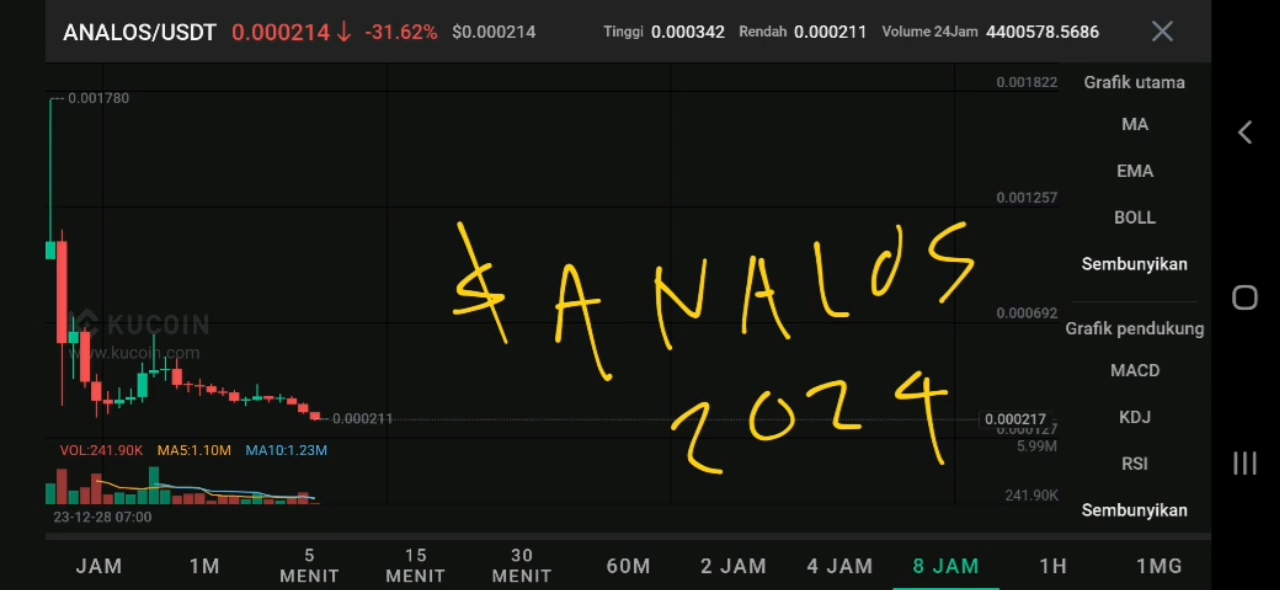 ANALOS/USDT 0.000214↓ -31.62% $0.000214 Tinggi 0.000342 Rendah 0.000211 Volume 24Jam 4400578.5686
0.001780
0.001822
0.001257
0.000692
0.000217
0.000127
5.99M
241.90K
KUCOIN
www.kucoin.com
0.000211
$ANALOS
2024
VOL:241.90K MA5:1.10M MA10:1.23M
23-12-28 07:00
Grafik utama
MA
EMA
BOLL
Sembunyikan
Grafik pendukung
MACD
KDJ
RSI
Sembunyikan
JAM 1M 5 MENIT 15 MENIT 30 MENIT 60M 2 JAM 4 JAM 8 JAM 1H 1MG